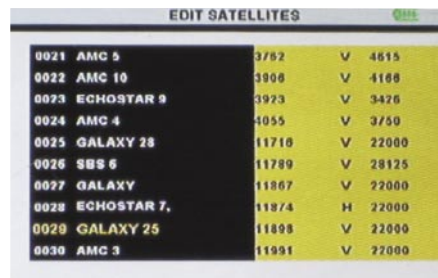 EDIT SATELLITES
0021 AMC 5 3762 V 4615
0022 AMC 10 3906 V 4166
0023 ECHOSTAR 9 3923 V 3426
0024 AMC 4 4055 V 3750
0025 GALAXY 28 11716 V 22000
0026 SBS 6 11789 V 28125
0027 GALAXY 11867 V 22000
0028 ECHOSTAR 7, 11874 H 22000
0029 GALAXY 25 11898 V 22000
0030 AMC 3 11991 V 22000